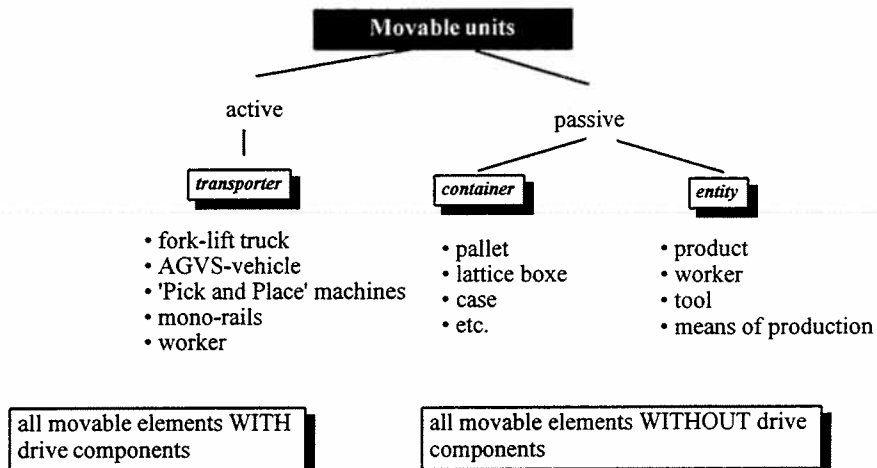 Movable units
active
passive
transporter
container
entity
• fork-lift truck
• AGVS-vehicle
• 'Pick and Place' machines
• mono-rails
• worker
• pallet
• lattice boxe
• case
• etc.
• product
• worker
• tool
• means of production
all movable elements WITH
drive components
all movable elements WITHOUT drive
components